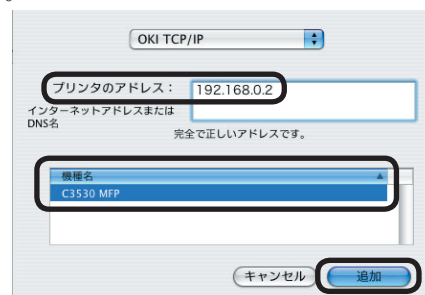 OKI TCP/IP
プリンタのアドレス： 192.168.0.2
インターネットアドレスまたは
DNS名
完全で正しいアドレスです。
機種名
C3530 MFP
キャンセル 追加